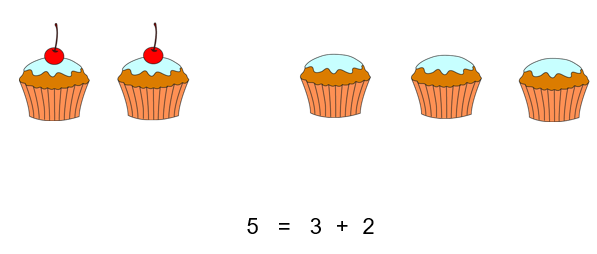 5 = 3 + 2